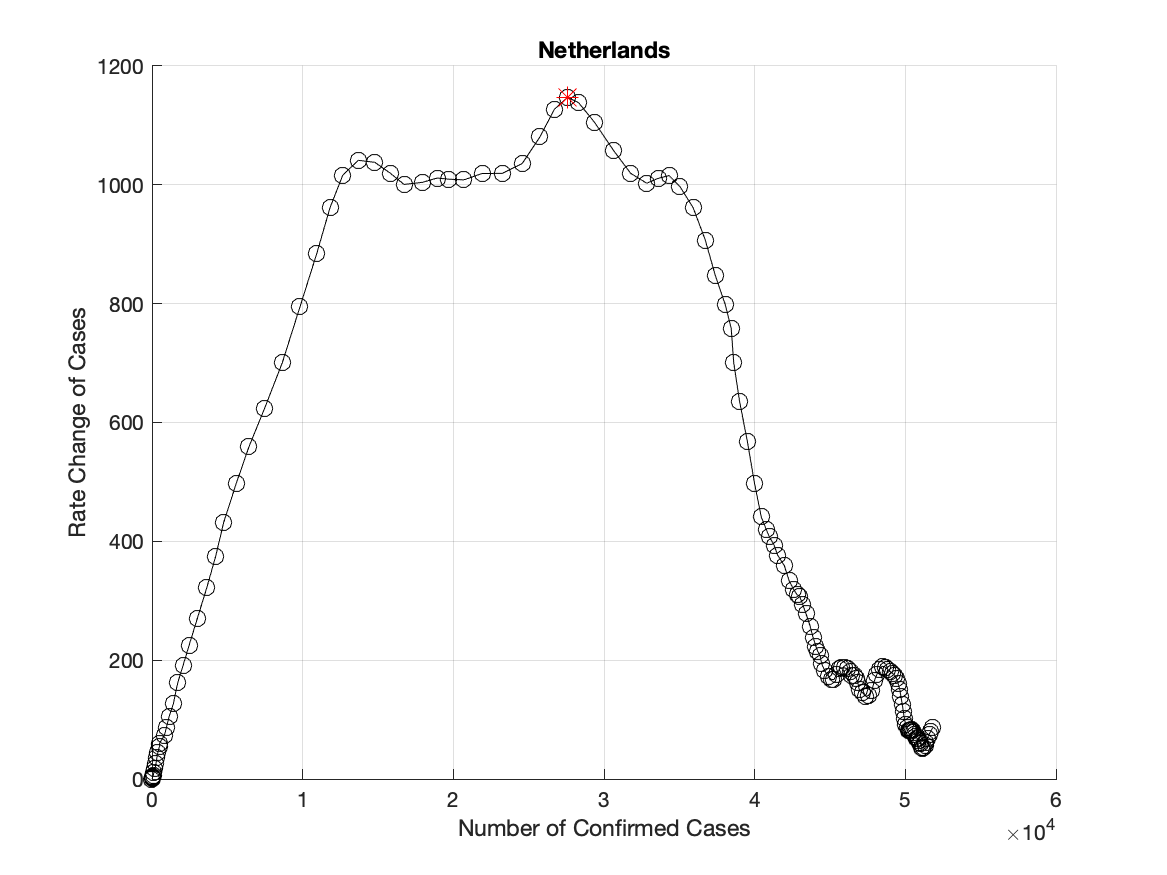 Netherlands
1200
1000
800
600
400
200
0
Rate Change of Cases
0 1 2 3 4 5 6
Number of Confirmed Cases
×10^4